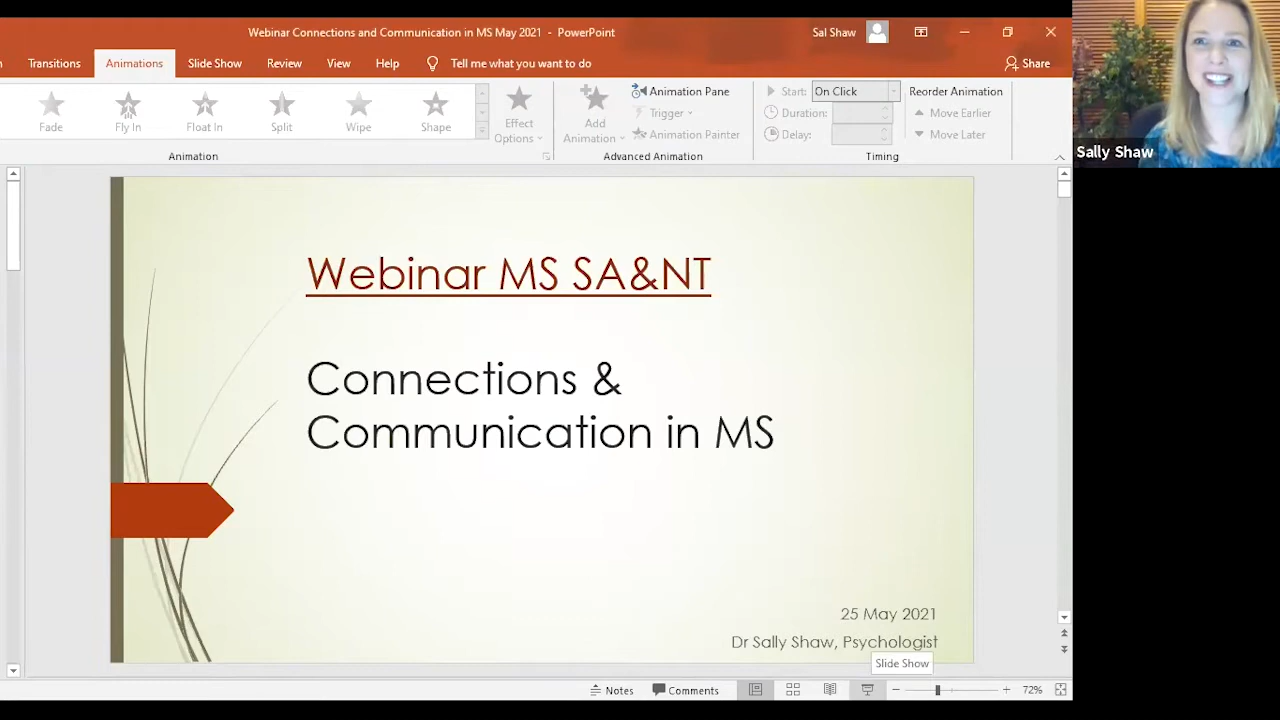 Webinar Connections and Communication in MS May 2021 - PowerPoint
Sal Shaw
Transitions
Animations
Slide Show
Review
View
Help
Tell me what you want to do
Share
Fade
Fly In
Float In
Split
Wipe
Shape
Effect
Options
Add
Animation
Animation Pane
Trigger
Animation Painter
Start:
On Click
Duration:
Delay:
Reorder Animation
Move Earlier
Move Later
Animation
Advanced Animation
Timing
Sally Shaw
Webinar MS SA&NT
Connections &
Communication in MS
25 May 2021
Dr Sally Shaw, Psychologist
Slide Show
Notes
Comments
72%